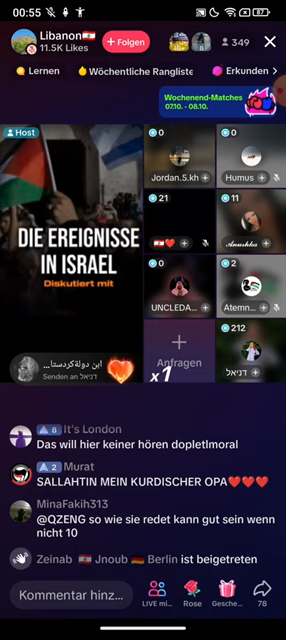 00:55
87
Libanon🇱🇧
11.5K Likes
+ Folgen
349
Lernen
Wöchentliche Rangliste
Erkunden
Wochenend-Matches
07.10. - 08.10.
Host
DIE EREIGNISSE
IN ISRAEL
Diskutiert mit
ابن دولةكردستا...
Senden an דניאל
0
Jordan.5.kh
0
Humus
21
🇱🇧❤️
11
Anushka
0
UNCLEDA...
2
Atemn...
Anfragen
x1
212
דניאל
8 It's London
Das will hier keiner hören dopletlmoral
2 Murat
SALLAHTIN MEIN KURDISCHER OPA❤️❤️❤️
MinaFakih313
@QZENG so wie sie redet kann gut sein wenn
nicht 10
Zeinab 🇱🇧 Jnoub 🇩🇪 Berlin ist beigetreten
Kommentar hinz...
LIVE mi...
Rose
Gesche...
78